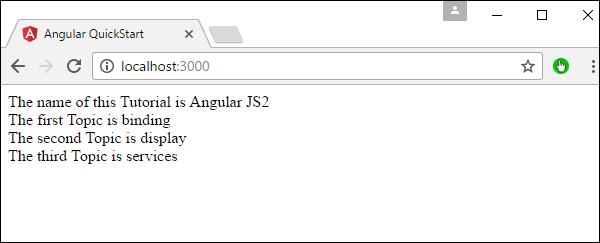 Angular QuickStart
localhost:3000
The name of this Tutorial is Angular JS2
The first Topic is binding
The second Topic is display
The third Topic is services